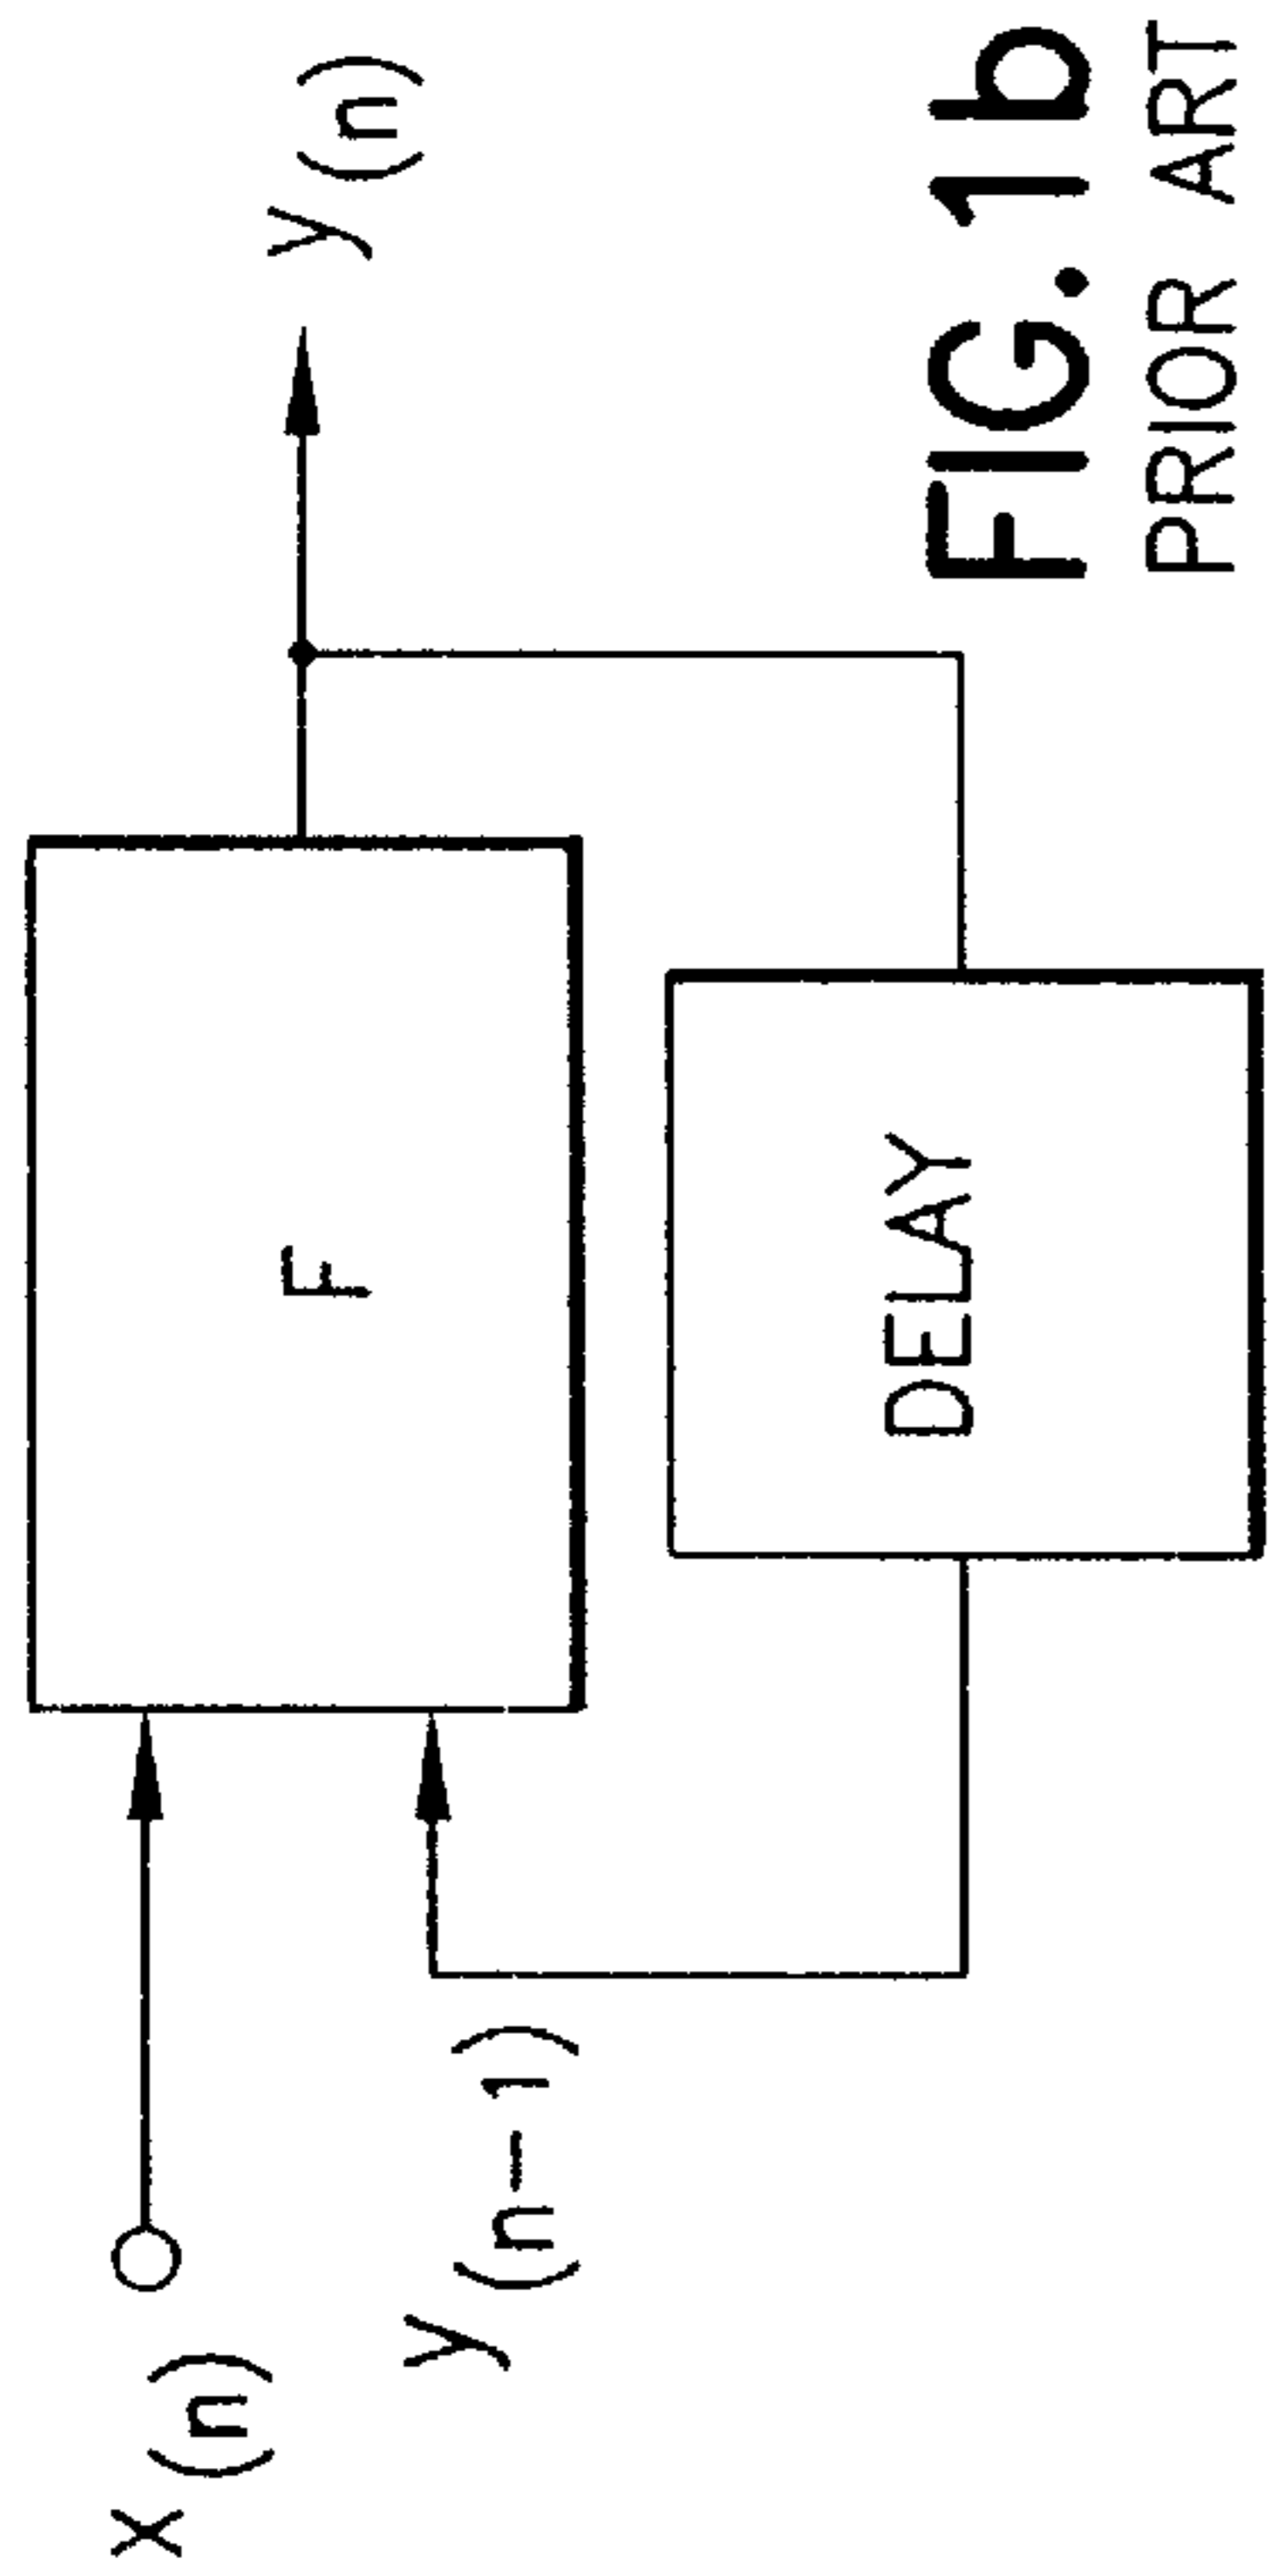 x(n)
y(n-1)
F
DELAY
y(n)
FIG. 1b
PRIOR ART